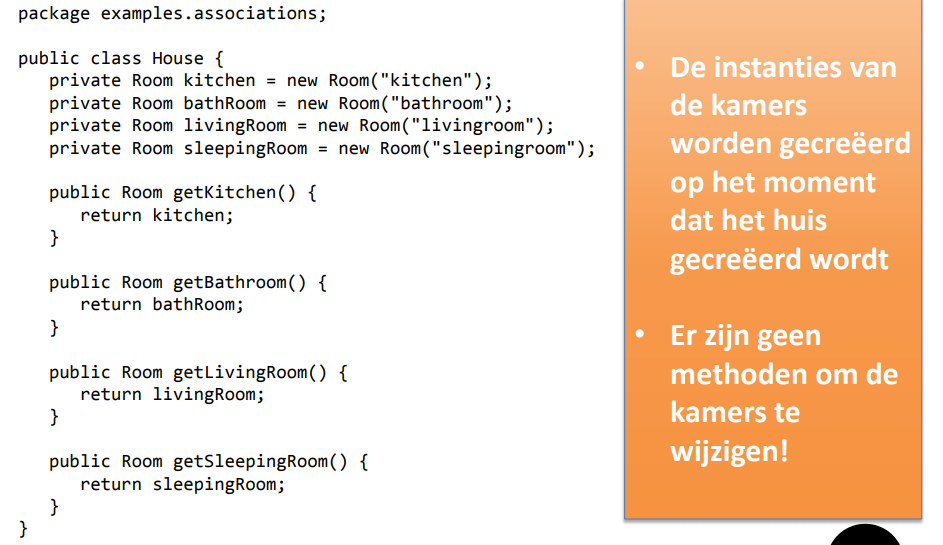 package examples.associations;
public class House {
private Room kitchen = new Room("kitchen");
private Room bathRoom = new Room("bathroom");
private Room livingRoom = new Room("livingroom");
private Room sleepingRoom = new Room("sleepingroom");
public Room getKitchen() {
return kitchen;
}
public Room getBathroom() {
return bathRoom;
}
public Room getLivingRoom() {
return livingRoom;
}
public Room getSleepingRoom() {
return sleepingRoom;
}
}
• De instanties van
de kamers
worden gecreëerd
op het moment
dat het huis
gecreëerd wordt
• Er zijn geen
methoden om de
kamers te
wijzigen!